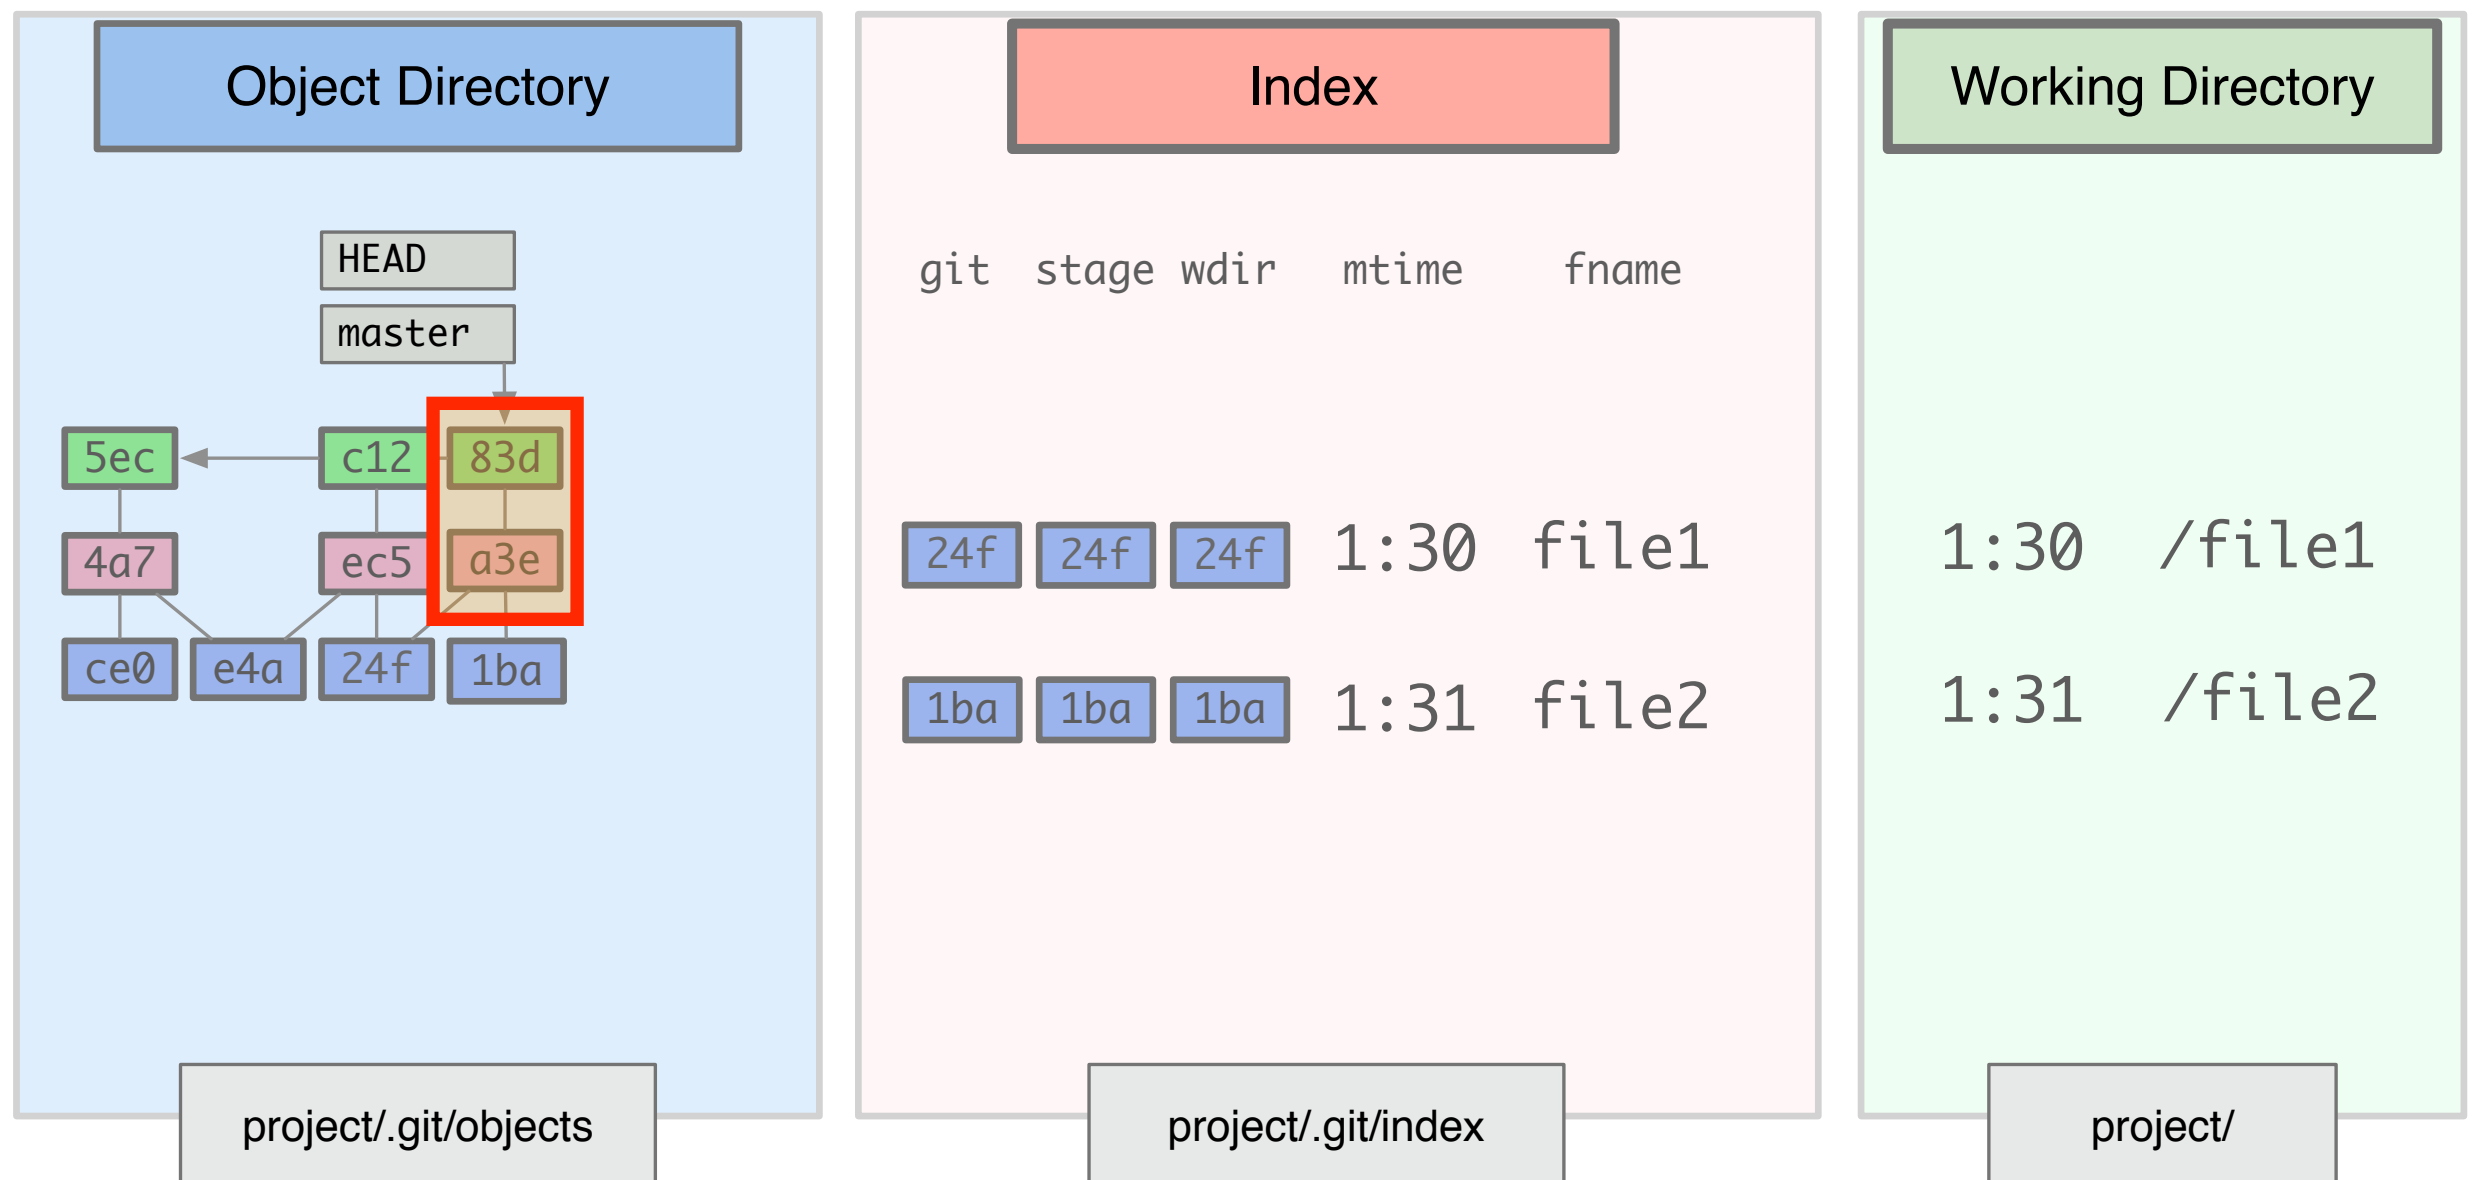 Object Directory
HEAD
master
5ec c12 83d
4a7 ec5 a3e
ce0 e4a 24f 1ba
project/.git/objects
Index
git stage wdir mtime fname
24f 24f 24f 1:30 file1
1ba 1ba 1ba 1:31 file2
project/.git/index
Working Directory
1:30 /file1
1:31 /file2
project/